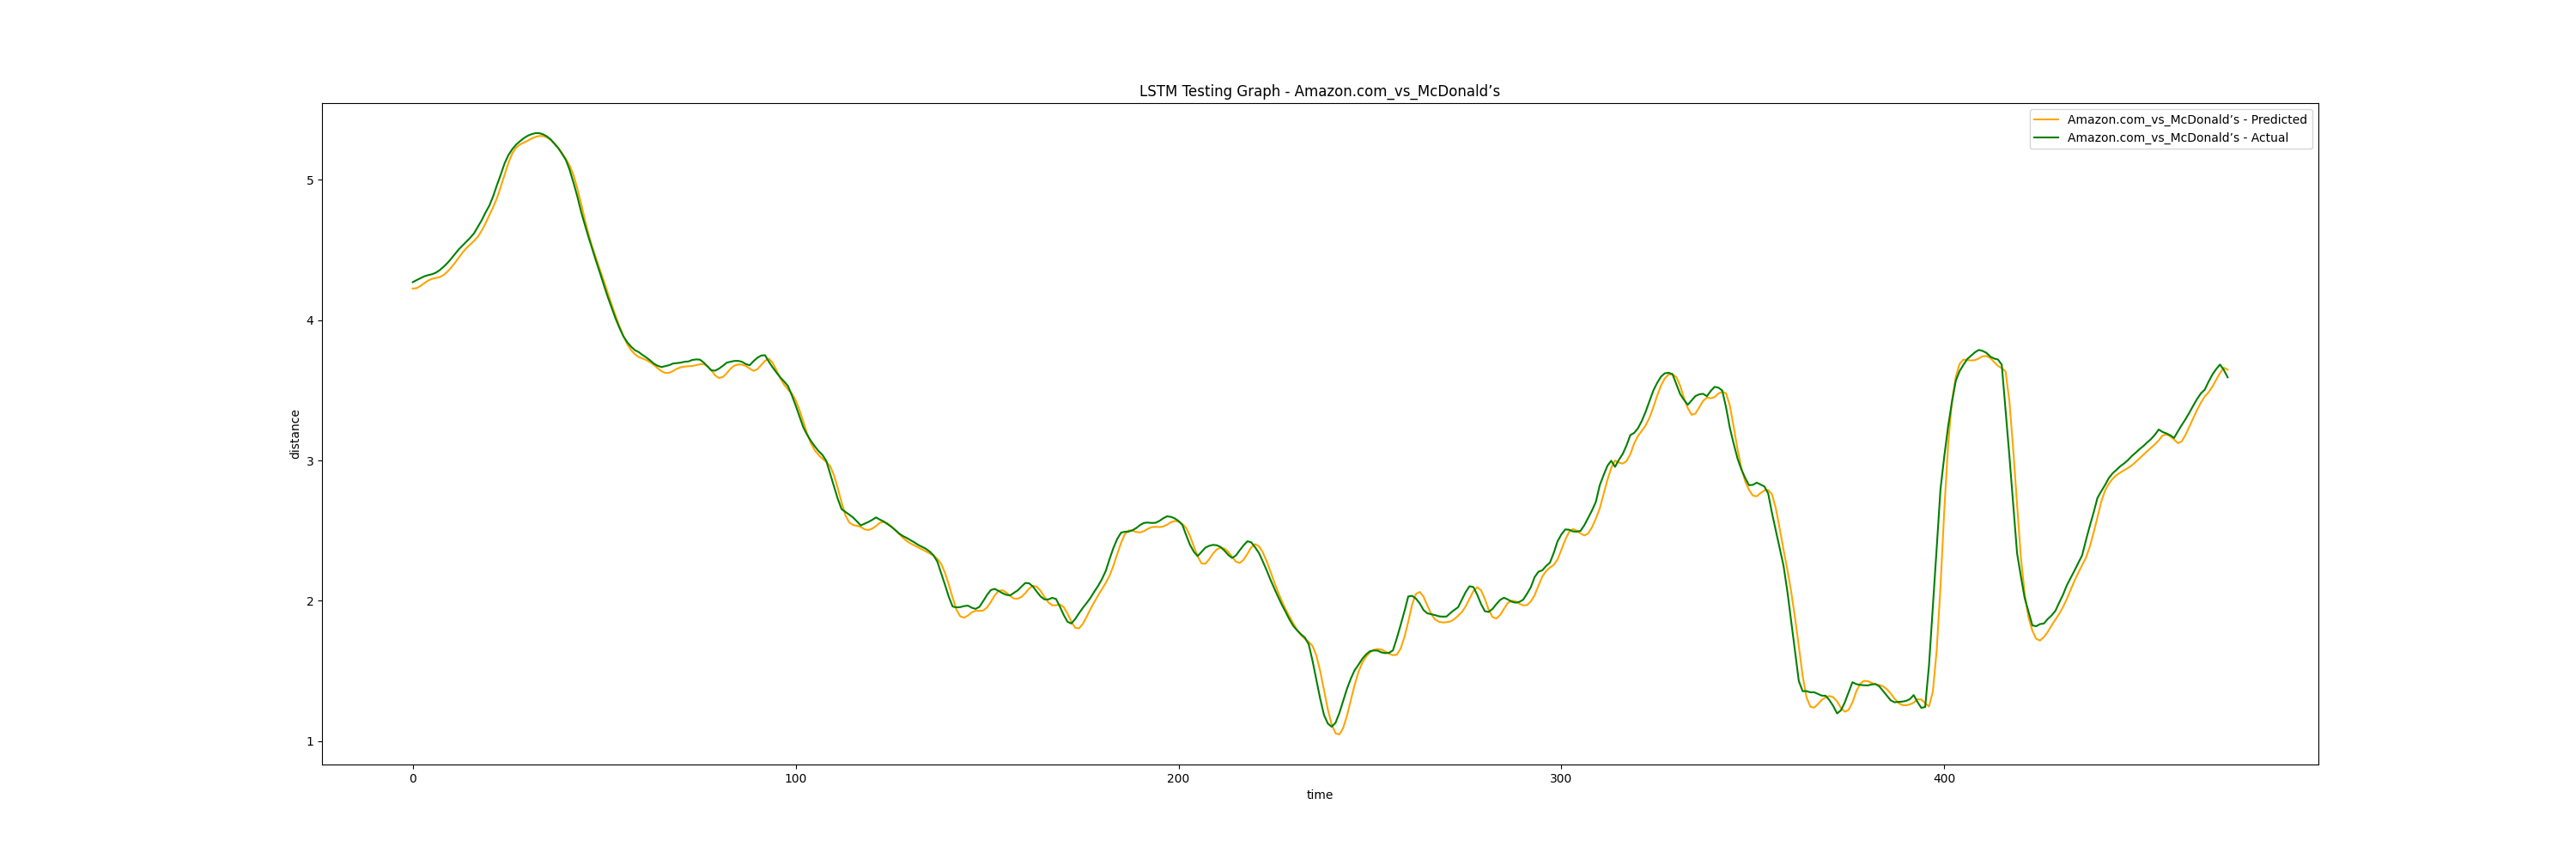 LSTM Testing Graph - Amazon.com_vs_McDonald’s
Amazon.com_vs_McDonald’s - Predicted
Amazon.com_vs_McDonald’s - Actual
distance
5
4
3
2
1
0
100
200
300
400
time